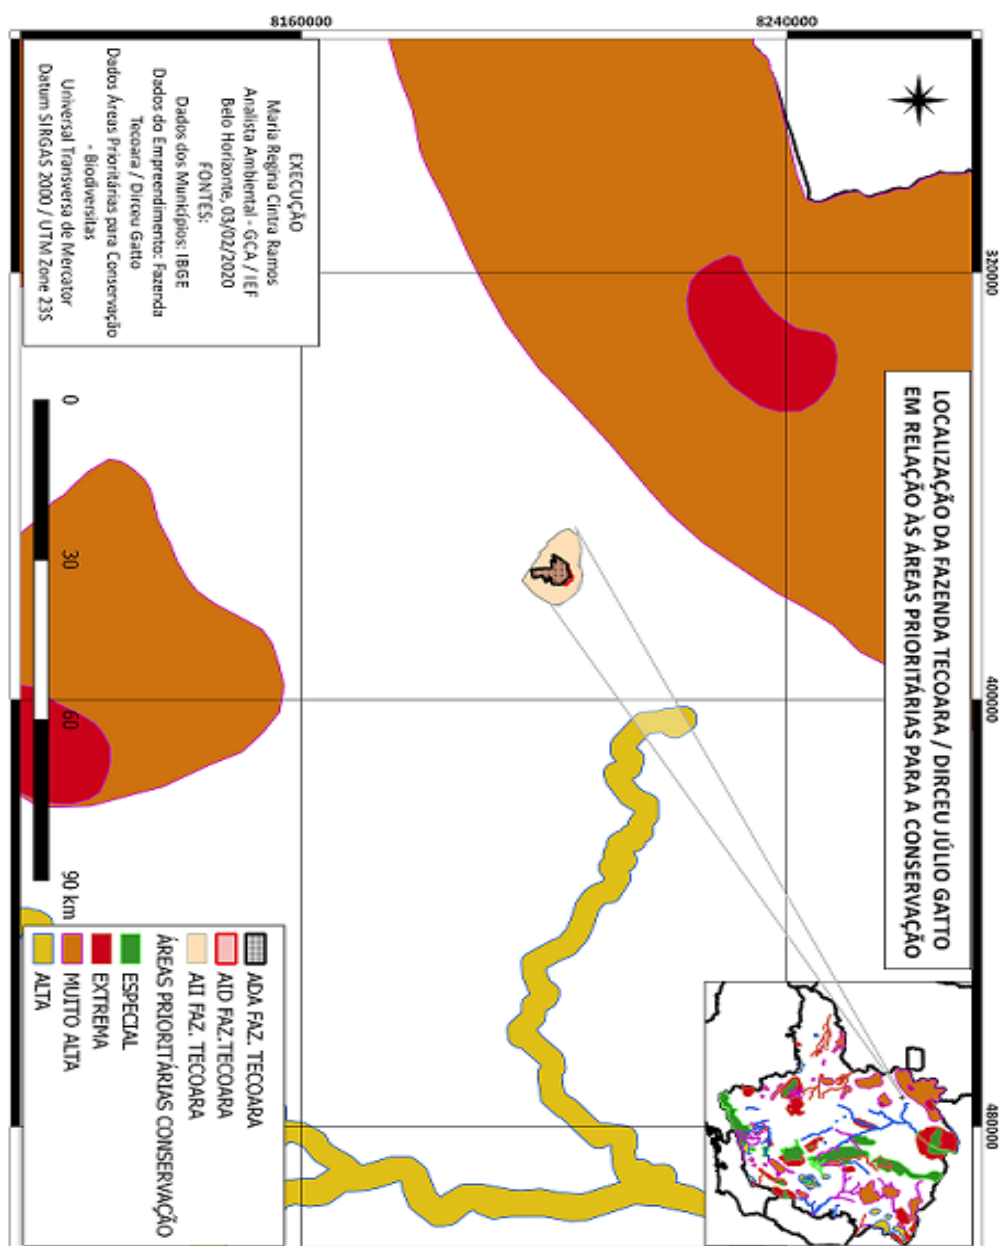 LOCALIZAÇÃO DA FAZENDA TECOARA / DIRCEU JÚLIO GATTO
EM RELAÇÃO ÀS ÁREAS PRIORITÁRIAS PARA A CONSERVAÇÃO
320000
400000
480000
8240000
8160000
EXECUÇÃO
Maria Regina Cintra Ramos
Analista Ambiental - GCA / IEF
Belo Horizonte, 03/02/2020
FONTES:
Dados dos Municípios: IBGE
Dados do Empreendimento: Fazenda
Tecoara / Dirceu Gatto
Dados Áreas Prioritárias para Conservação
- Biodiversitas
Universal Transversa de Mercator
Datum SIRGAS 2000 / UTM Zone 23S
0
30
60
90 km
ADA FAZ. TECOARA
AID FAZ.TECOARA
AII FAZ. TECOARA
ÁREAS PRIORITÁRIAS CONSERVAÇÃO
ESPECIAL
EXTREMA
MUITO ALTA
ALTA